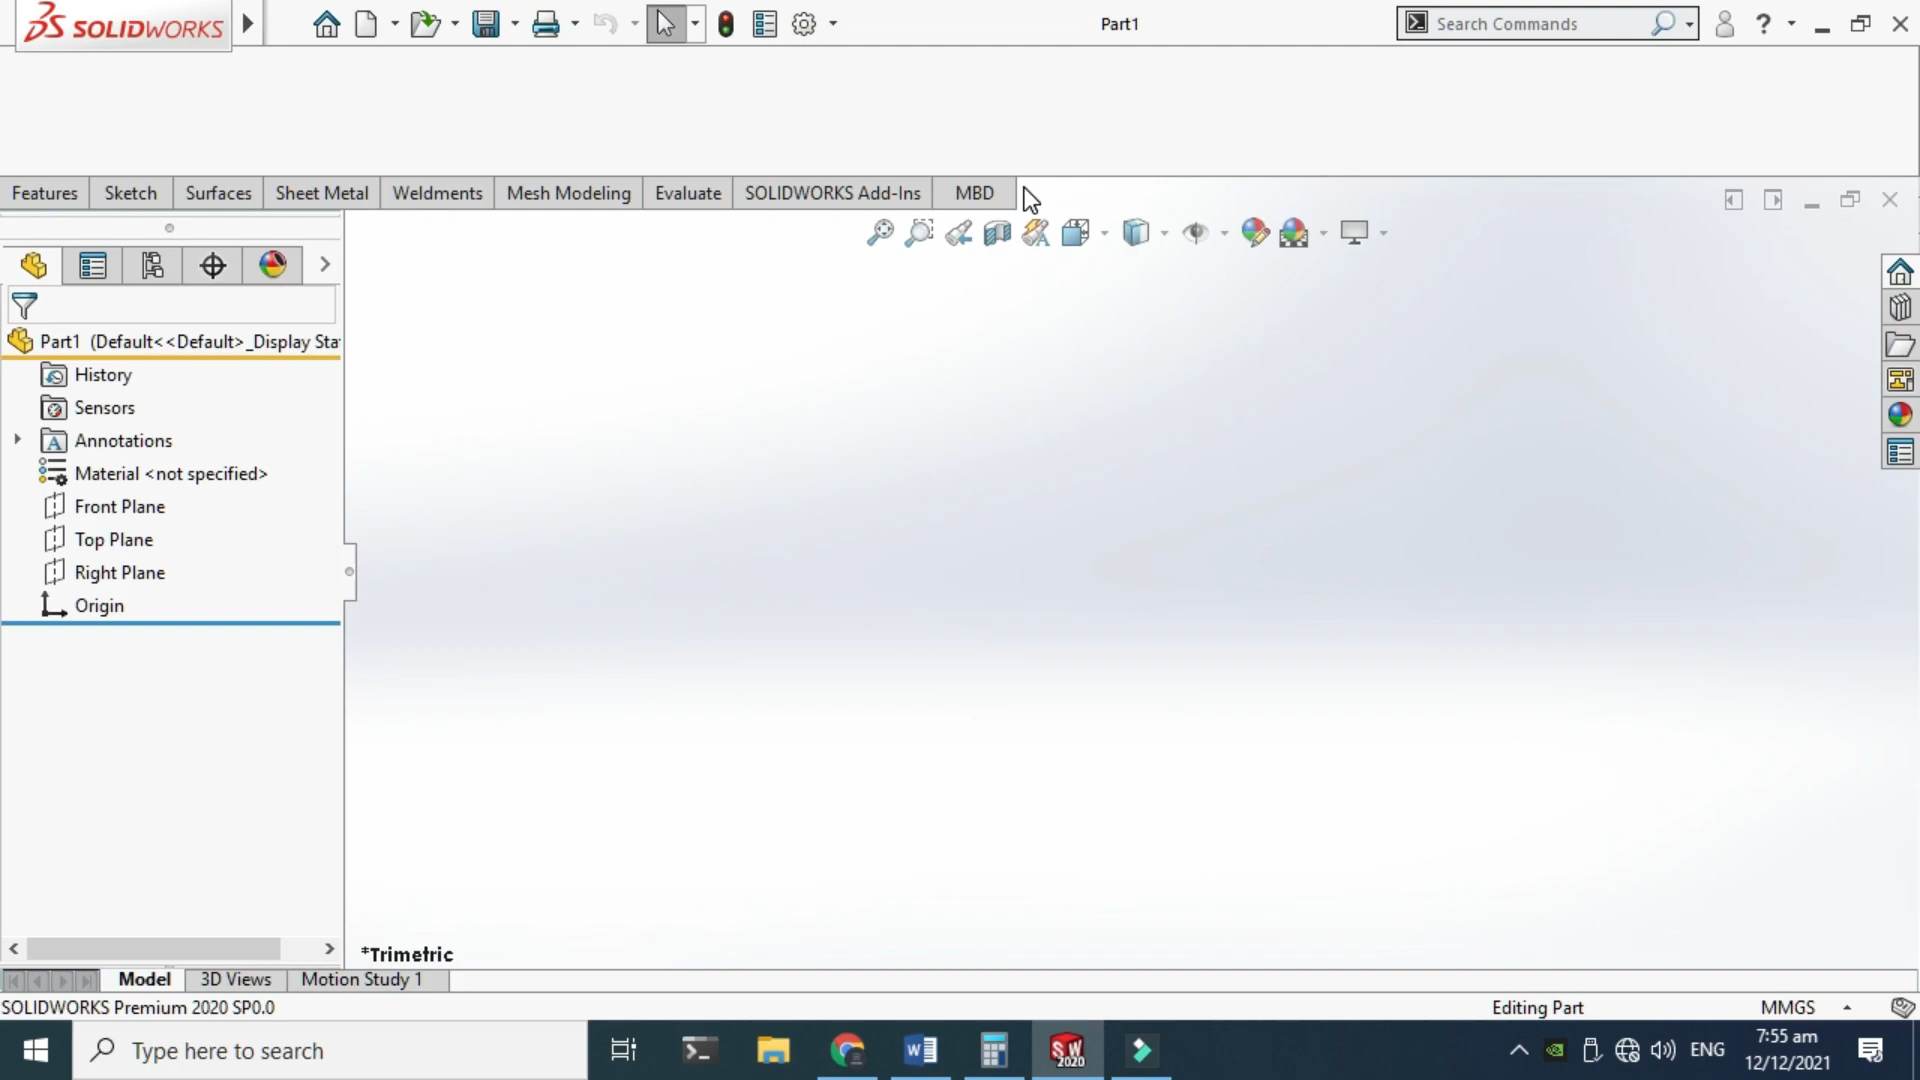 SOLIDWORKS
Part1
Search Commands
Features
Sketch
Surfaces
Sheet Metal
Weldments
Mesh Modeling
Evaluate
SOLIDWORKS Add-Ins
MBD
Part1 (Default<<Default>_Display Sta
History
Sensors
Annotations
Material <not specified>
Front Plane
Top Plane
Right Plane
Origin
*Trimetric
Model
3D Views
Motion Study 1
SOLIDWORKS Premium 2020 SP0.0
Editing Part
MMGS
Type here to search
SW
2020
ENG
7:55 am
12/12/2021